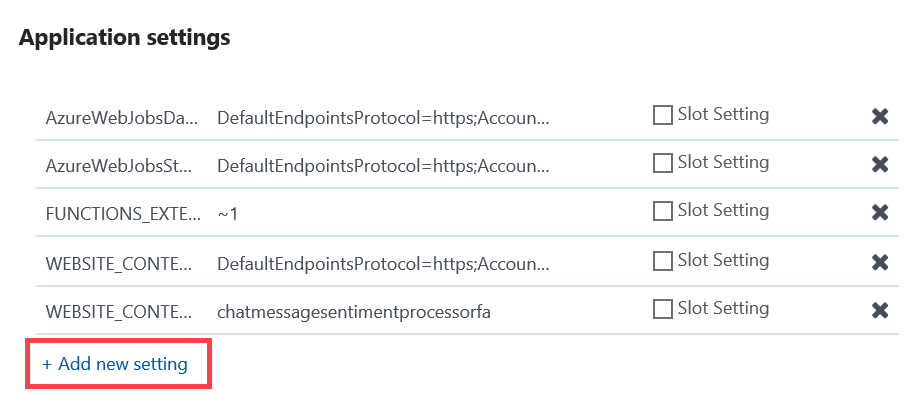 Application settings
AzureWebJobsDa... DefaultEndpointsProtocol=https;Accoun... Slot Setting
AzureWebJobsSt... DefaultEndpointsProtocol=https;Accoun... Slot Setting
FUNCTIONS_EXTE... ~1 Slot Setting
WEBSITE_CONTE... DefaultEndpointsProtocol=https;Accoun... Slot Setting
WEBSITE_CONTE... chatmessagesentimentprocessorfa Slot Setting
+ Add new setting